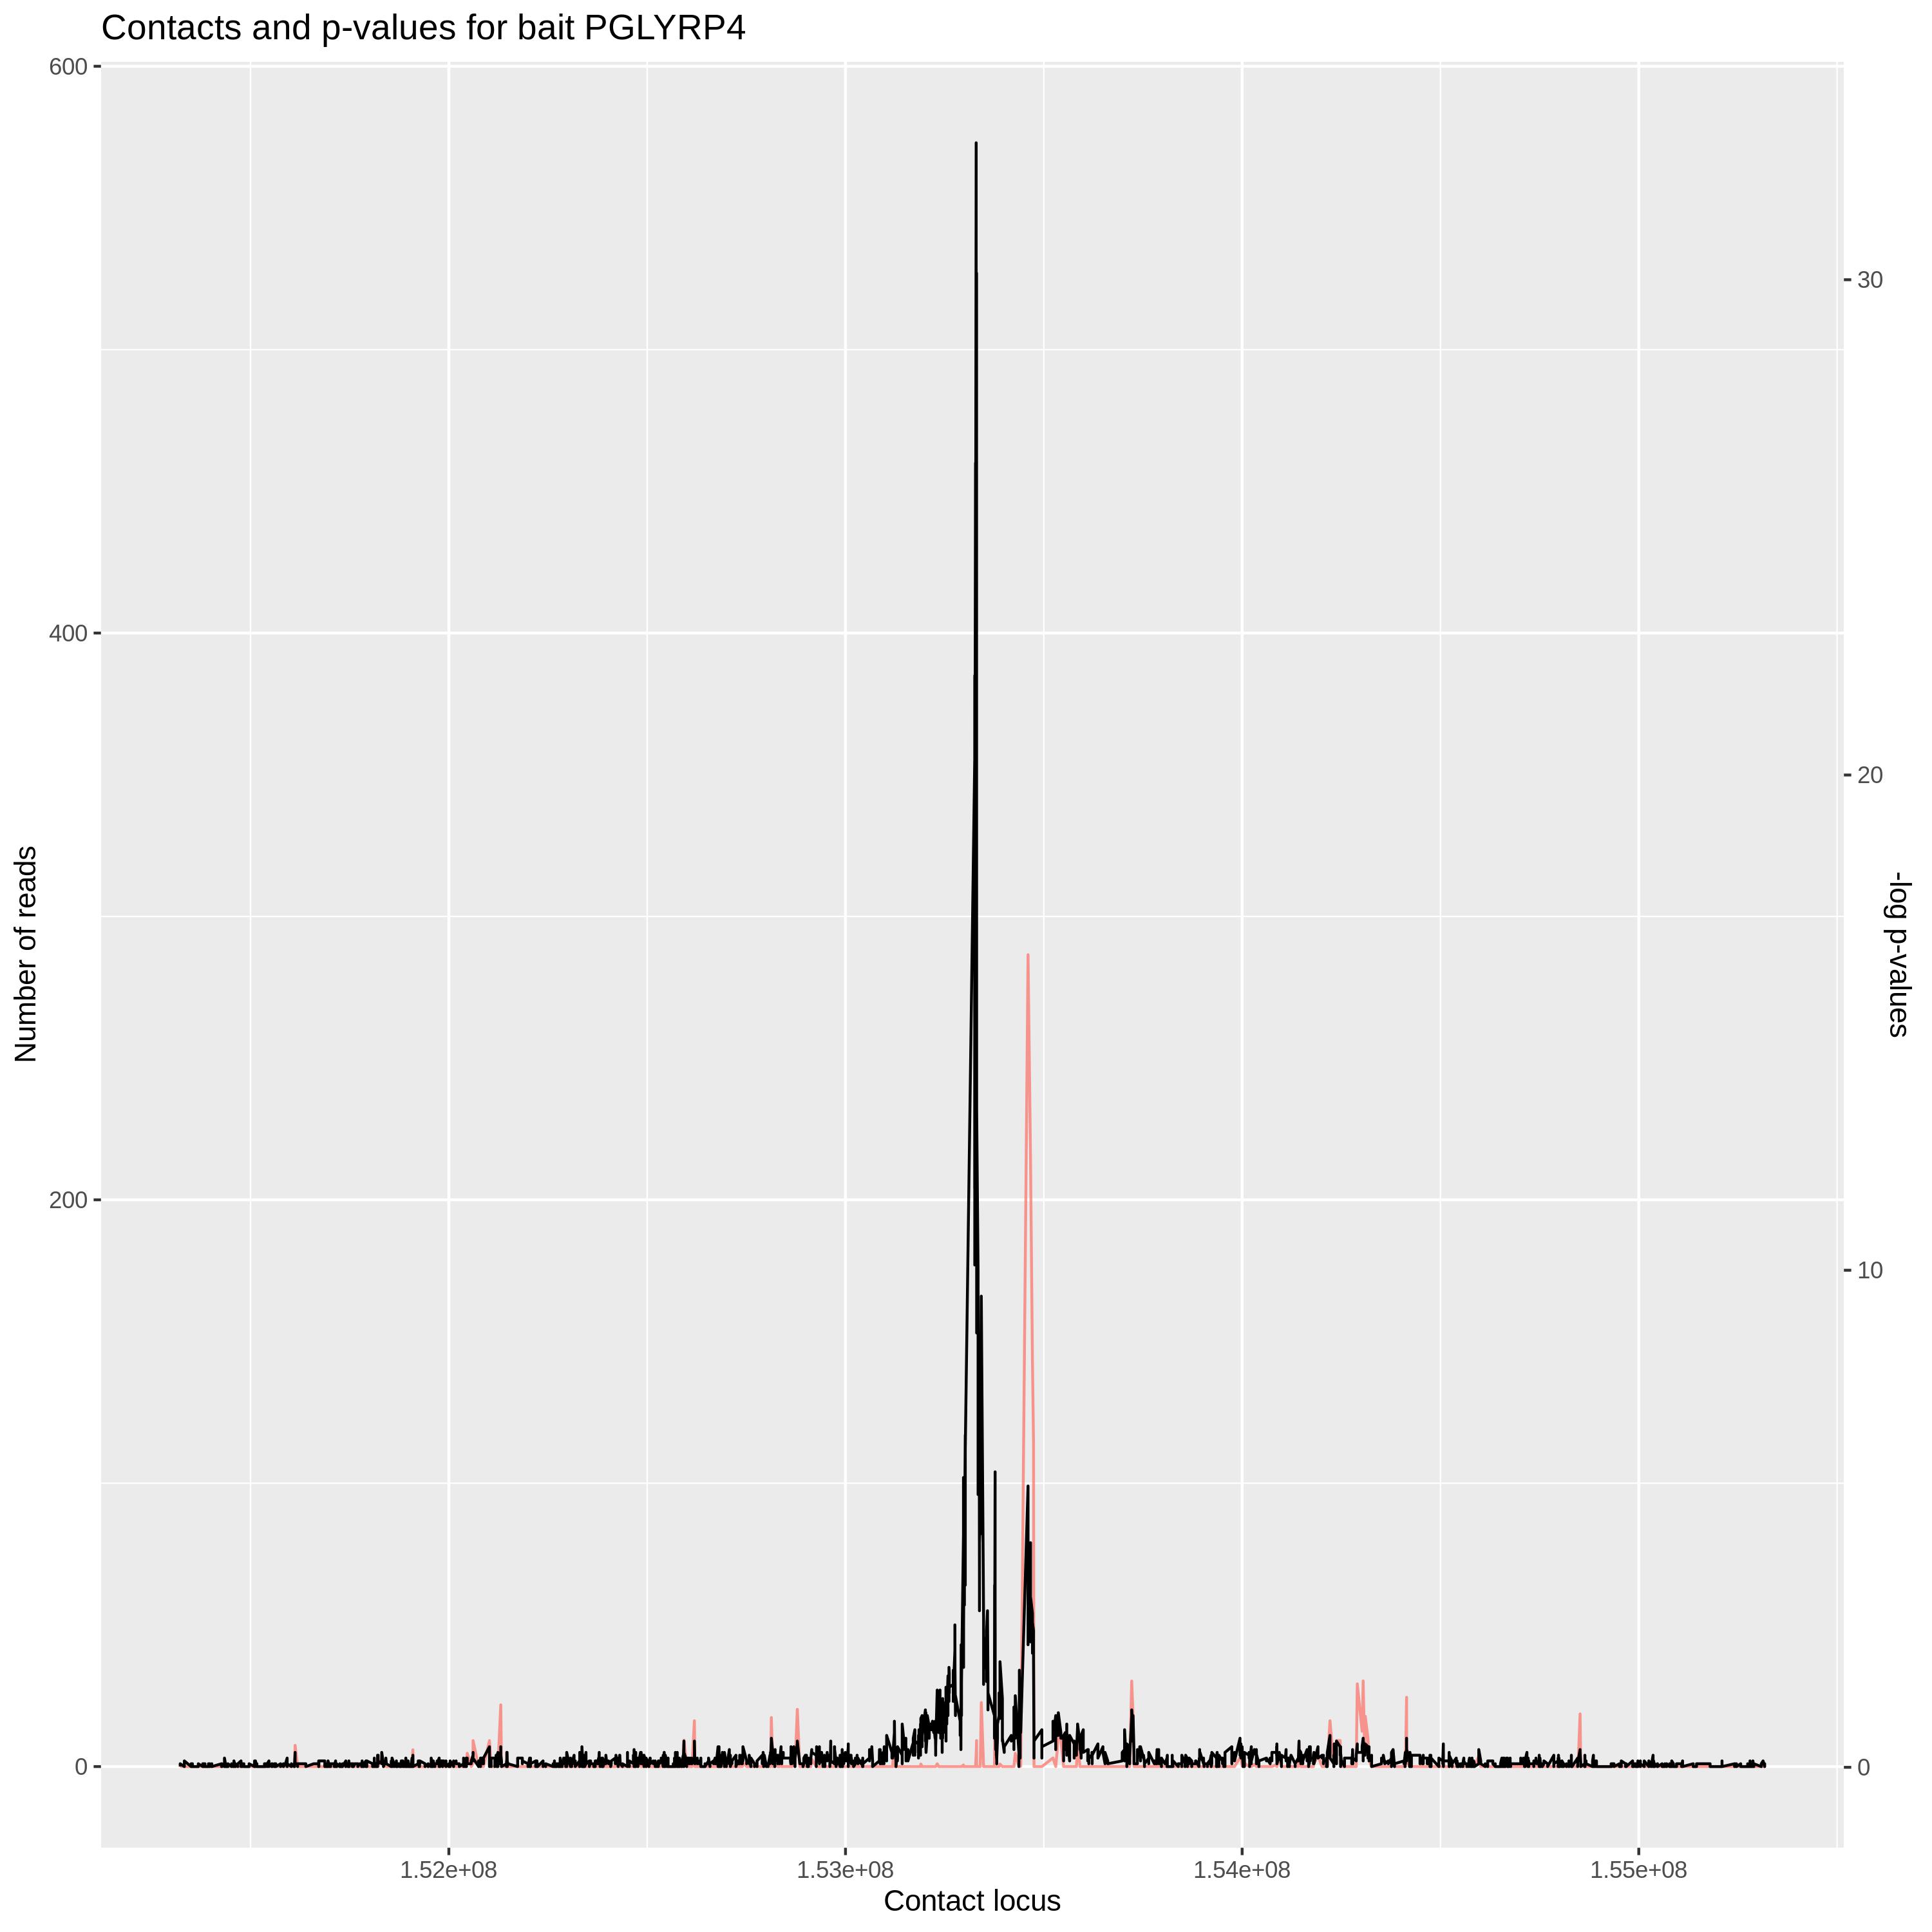 Contacts and p-values for bait PGLYRP4
600
400
200
0
Number of reads
30
20
10
0
-log p-values
1.52e+08
1.53e+08
1.54e+08
1.55e+08
Contact locus